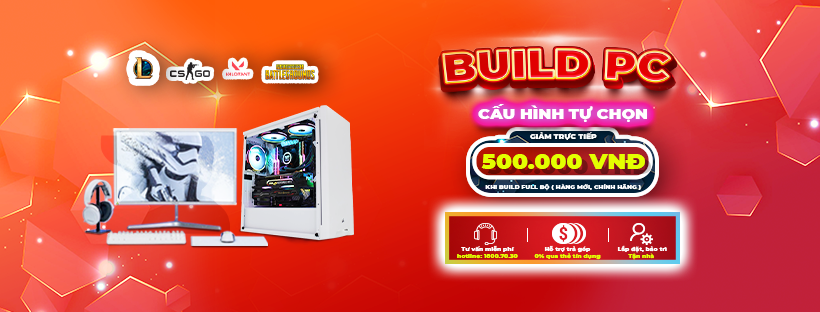 L
CS GO
VALORANT
BATTLEGROUNDS
BUILD PC
CẤU HÌNH TỰ CHỌN
GIẢM TRỰC TIẾP
500.000 VNĐ
KHI BUILD FULL BỘ ( HÀNG MỚI, CHÍNH HÃNG )
Tư vấn miễn phí
hotline: 1800.70.30
Hỗ trợ trả góp
0% qua thẻ tín dụng
Lắp đặt, bảo trì
Tận nhà